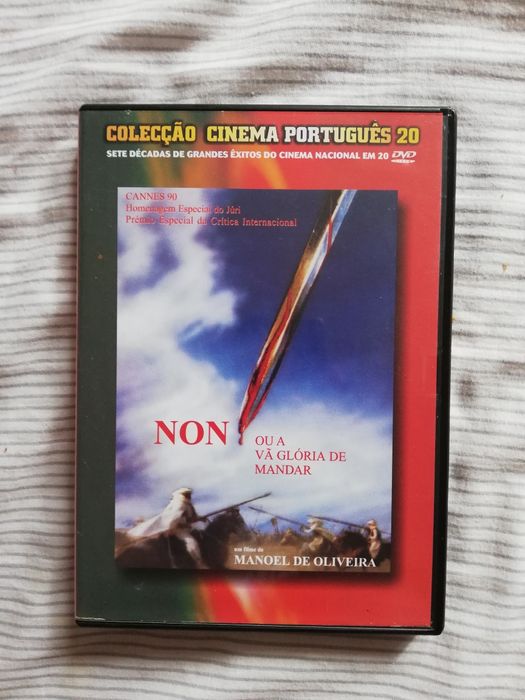 COLECÇÃO CINEMA PORTUGUÊS 20
SETE DÉCADAS DE GRANDES ÊXITOS DO CINEMA NACIONAL EM 20 DVD
CANNES 90
Homenagem Especial do Júri
Prémio Especial da Crítica Internacional
NON
OU A
VÃ GLÓRIA DE
MANDAR
um filme de
MANOEL DE OLIVEIRA